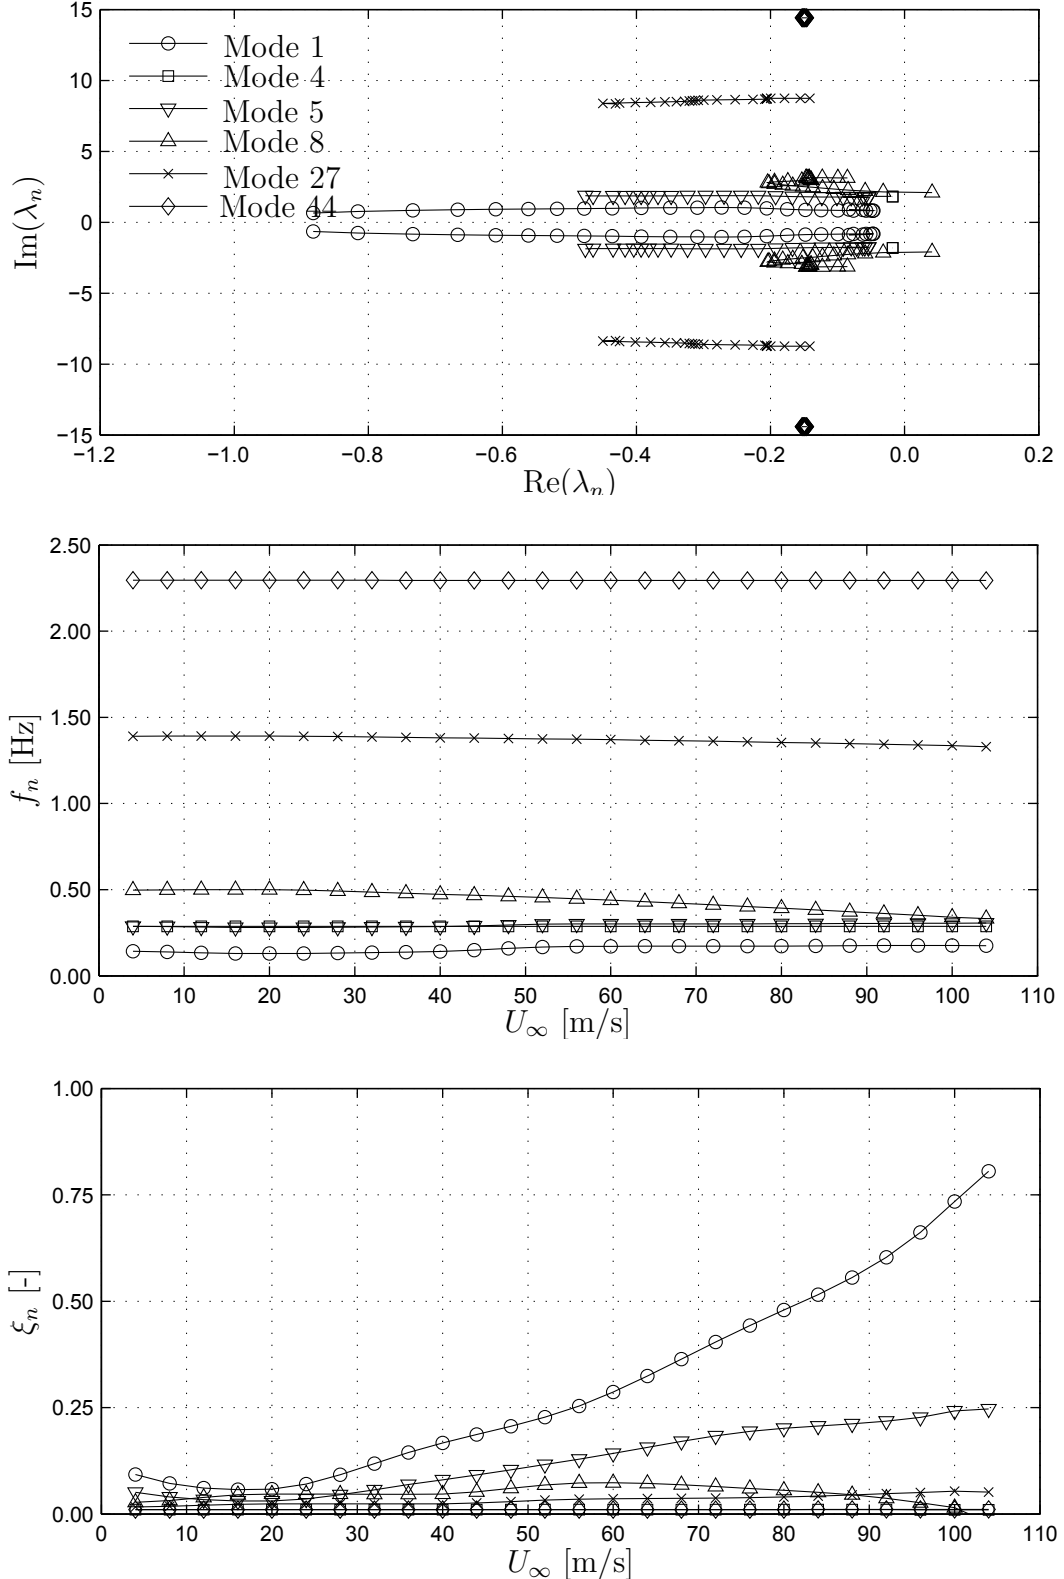 15
10
5
0
−5
−10
−15
Im(λn)
Mode 1
Mode 4
Mode 5
Mode 8
Mode 27
Mode 44
−1.2 −1.0 −0.8 −0.6 −0.4 −0.2 0.0 0.2
Re(λn)
2.50
2.00
1.50
1.00
0.50
0.00
fn [Hz]
0 10 20 30 40 50 60 70 80 90 100 110
U∞ [m/s]
1.00
0.75
0.50
0.25
0.00
ξn [-]
0 10 20 30 40 50 60 70 80 90 100 110
U∞ [m/s]